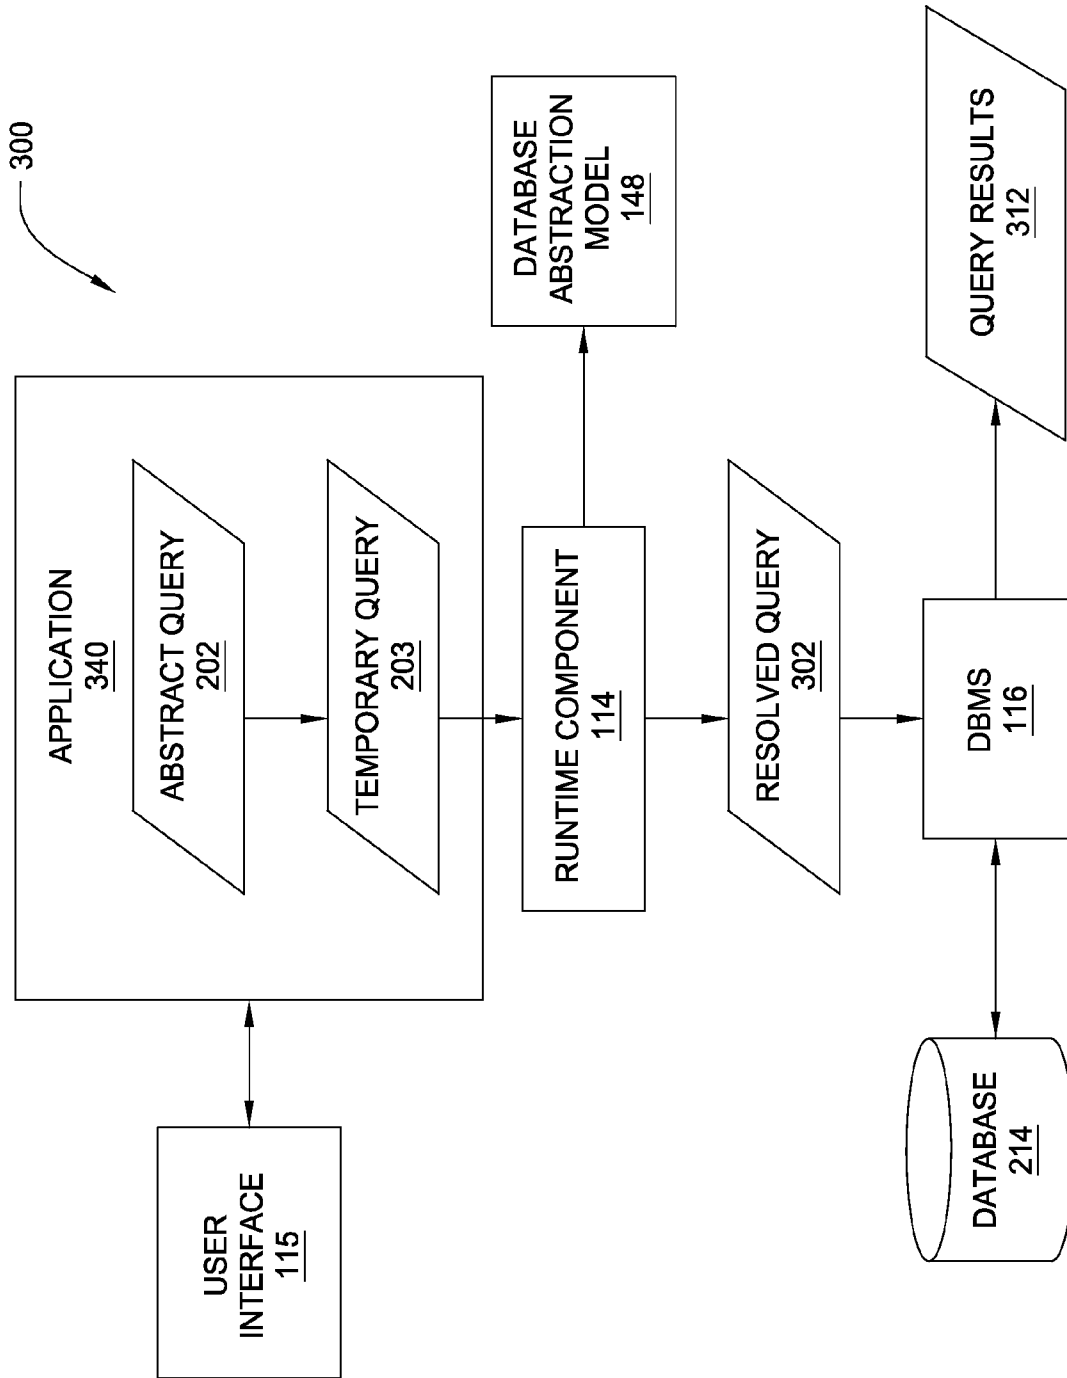 300
APPLICATION
340
ABSTRACT QUERY
202
TEMPORARY QUERY
203
USER
INTERFACE
115
RUNTIME COMPONENT
114
DATABASE
ABSTRACTION
MODEL
148
RESOLVED QUERY
302
DATABASE
214
DBMS
116
QUERY RESULTS
312